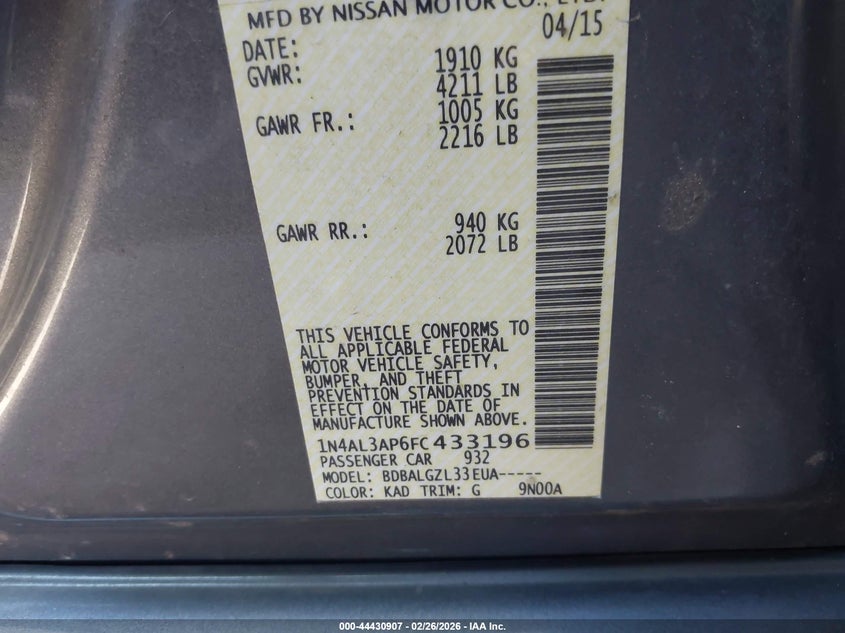 MFD BY NISSAN MOTOR CO., LTD.
DATE: 04/15
GVWR: 1910 KG
4211 LB
GAWR FR.: 1005 KG
2216 LB
GAWR RR.: 940 KG
2072 LB
THIS VEHICLE CONFORMS TO
ALL APPLICABLE FEDERAL
MOTOR VEHICLE SAFETY,
BUMPER, AND THEFT
PREVENTION STANDARDS IN
EFFECT ON THE DATE OF
MANUFACTURE SHOWN ABOVE.
1N4AL3AP6FC433196
PASSENGER CAR 932
MODEL: BDBALGZL33EUA-----
COLOR: KAD TRIM: G 9N00A
000-44430907 - 02/26/2026 - IAA Inc.